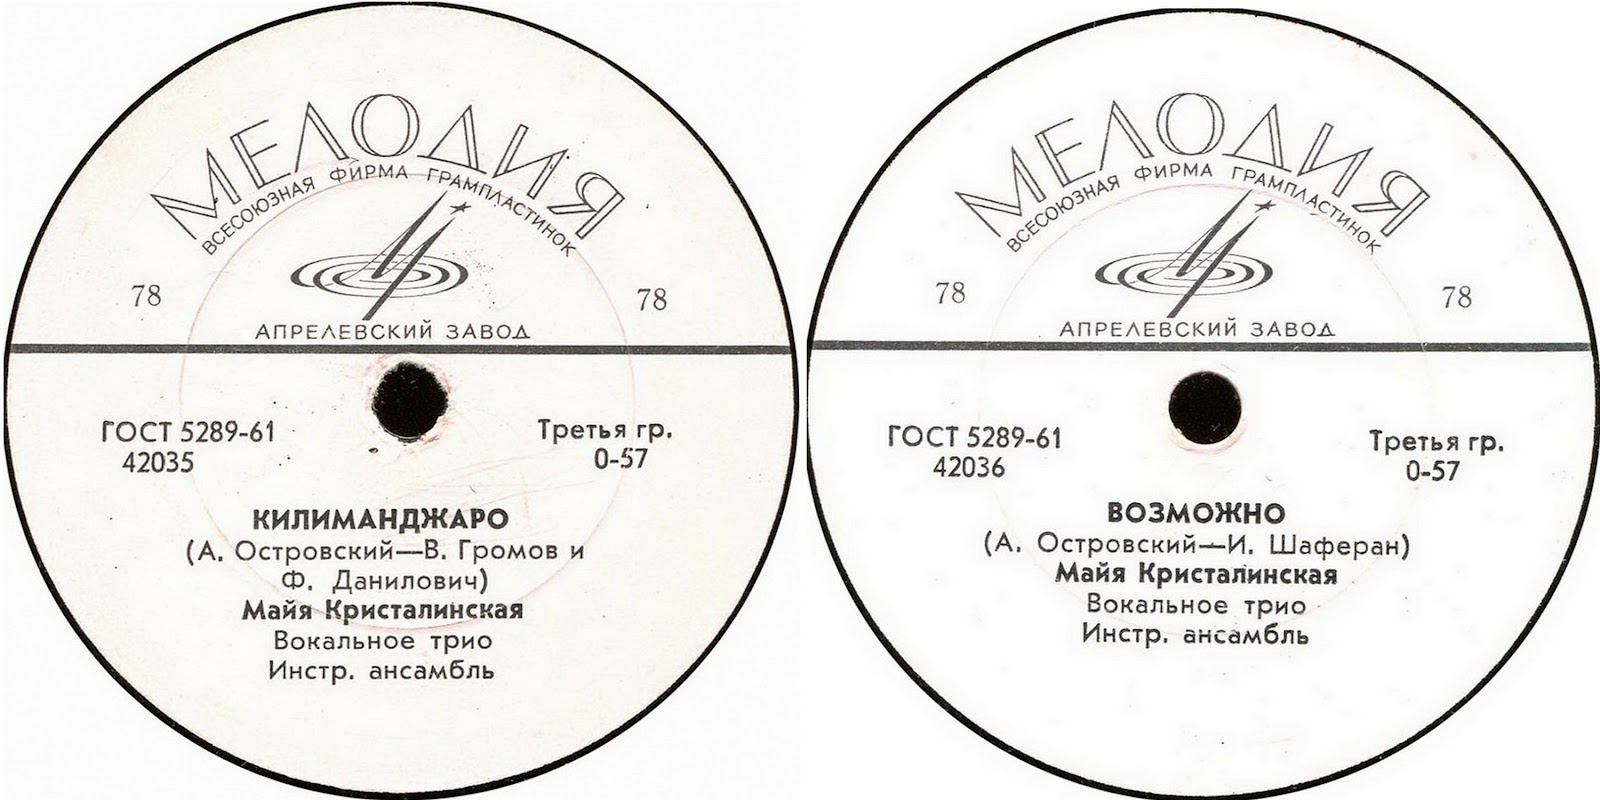 МЕЛОДИЯ
ВСЕСОЮЗНАЯ ФИРМА ГРАМПЛАСТИНОК
78 78
АПРЕЛЕВСКИЙ ЗАВОД
ГОСТ 5289-61 Третья гр.
42035 0-57
КИЛИМАНДЖАРО
(А. Островский—В. Громов и
Ф. Данилович)
Майя Кристалинская
Вокальное трио
Инстр. ансамбль
МЕЛОДИЯ
ВСЕСОЮЗНАЯ ФИРМА ГРАМПЛАСТИНОК
78 78
АПРЕЛЕВСКИЙ ЗАВОД
ГОСТ 5289-61 Третья гр.
42036 0-57
ВОЗМОЖНО
(А. Островский—И. Шаферан)
Майя Кристалинская
Вокальное трио
Инстр. ансамбль